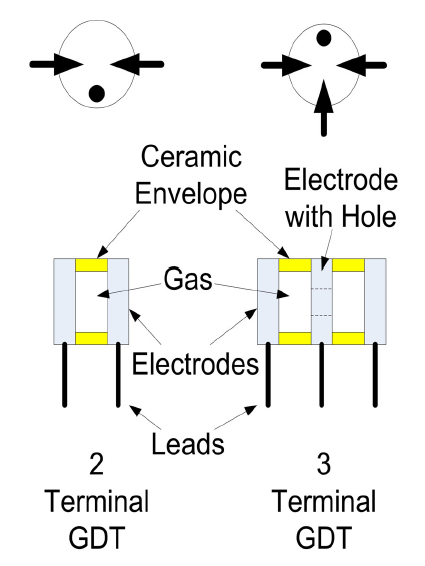 Ceramic
Envelope
Electrode
with Hole
Gas
Electrodes
Leads
2
Terminal
GDT
3
Terminal
GDT